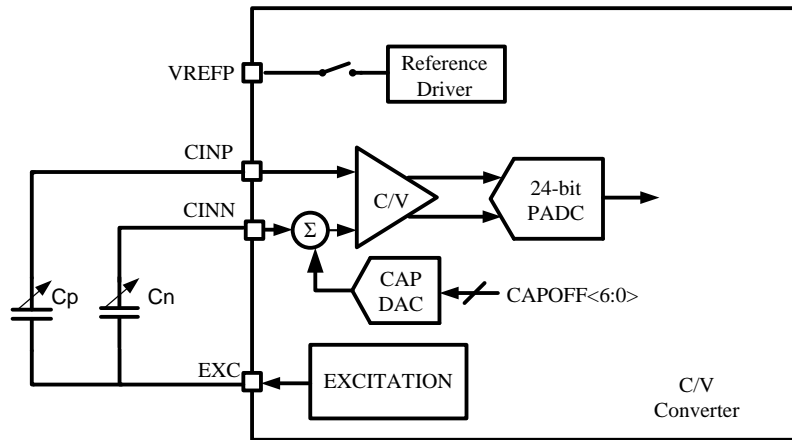 VREFP
Reference
Driver
CINP
CINN
C/V
24-bit
PADC
Σ
CAP
DAC
CAPOFF<6:0>
Cp
Cn
EXC
EXCITATION
C/V
Converter